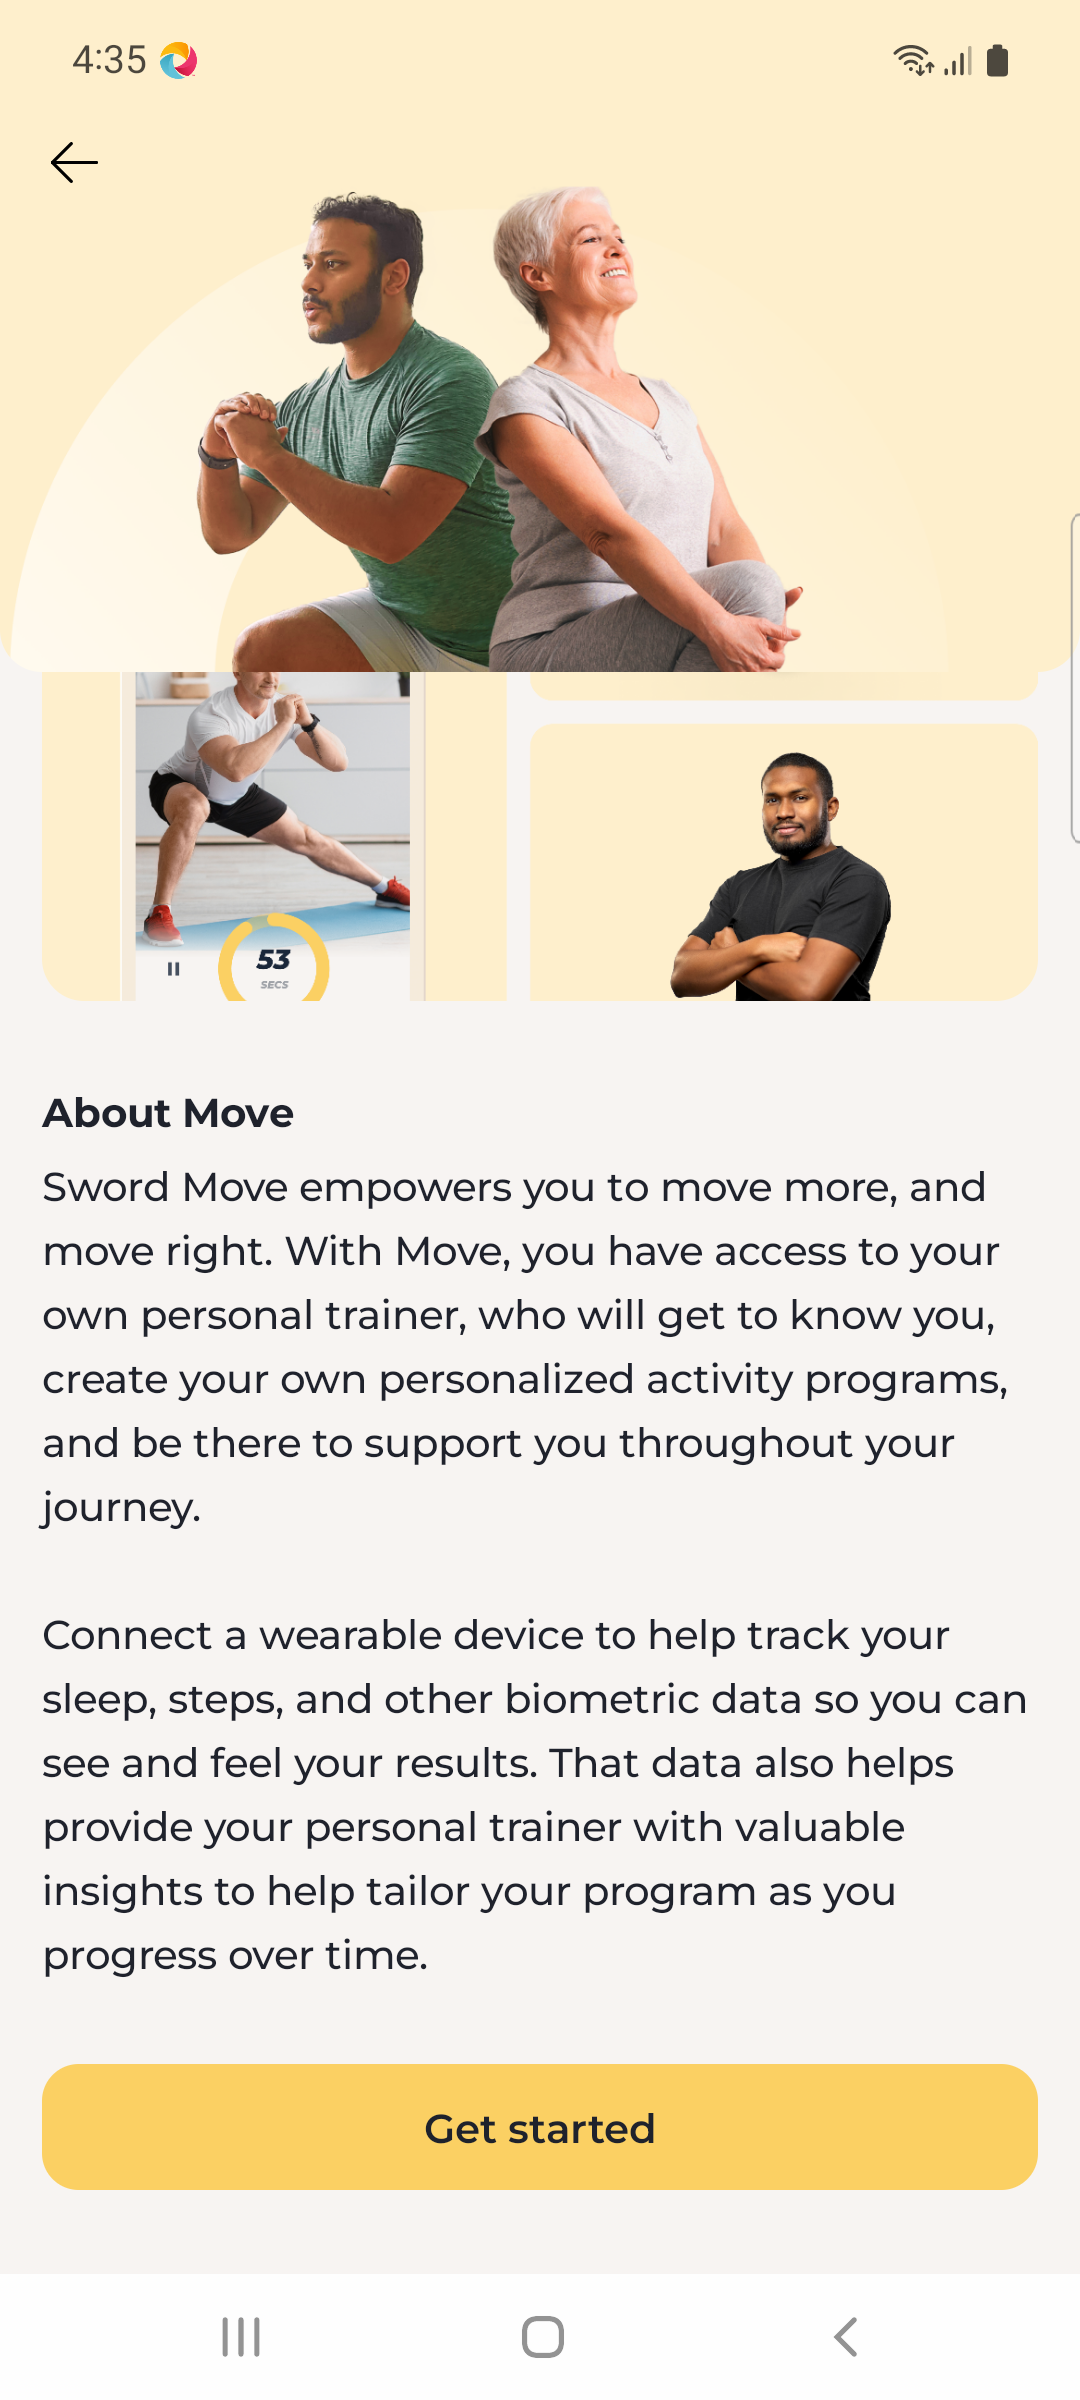 4:35
53
SECS
About Move
Sword Move empowers you to move more, and
move right. With Move, you have access to your
own personal trainer, who will get to know you,
create your own personalized activity programs,
and be there to support you throughout your
journey.
Connect a wearable device to help track your
sleep, steps, and other biometric data so you can
see and feel your results. That data also helps
provide your personal trainer with valuable
insights to help tailor your program as you
progress over time.
Get started